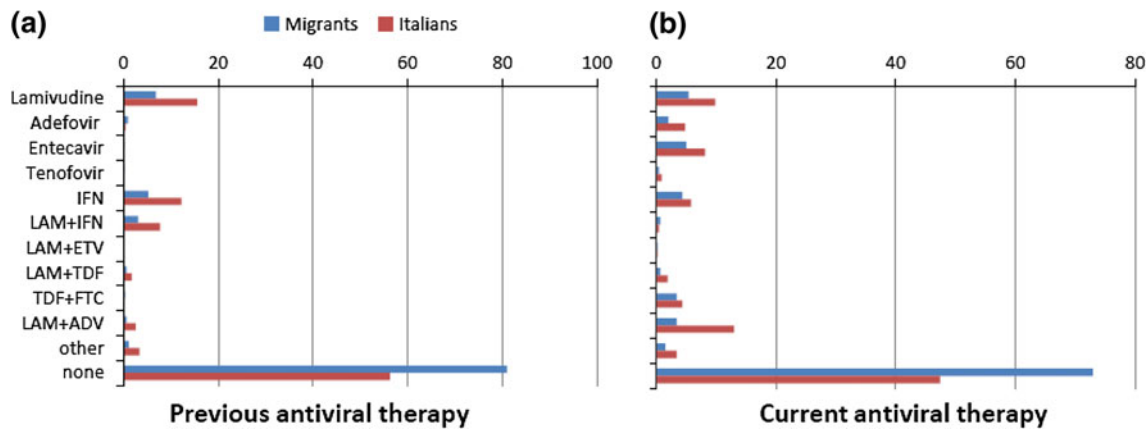 (a)
Migrants Italians
(b)
0 20 40 60 80 100
0 20 40 60 80
Lamivudine
Adefovir
Entecavir
Tenofovir
IFN
LAM+IFN
LAM+ETV
LAM+TDF
TDF+FTC
LAM+ADV
other
none
Previous antiviral therapy
Current antiviral therapy